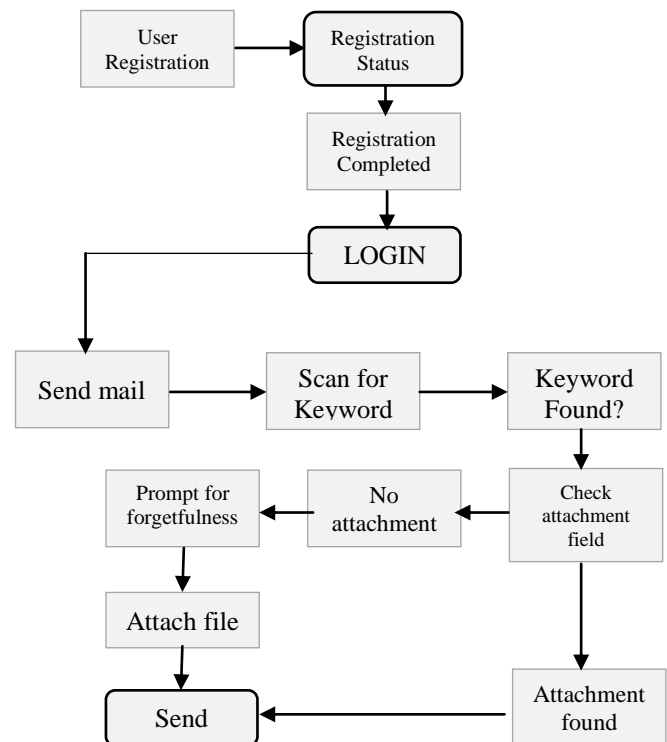 User
Registration
Registration
Status
Registration
Completed
LOGIN
Send mail
Scan for
Keyword
Keyword
Found?
Prompt for
forgetfulness
No
attachment
Check
attachment
field
Attach file
Attachment
found
Send